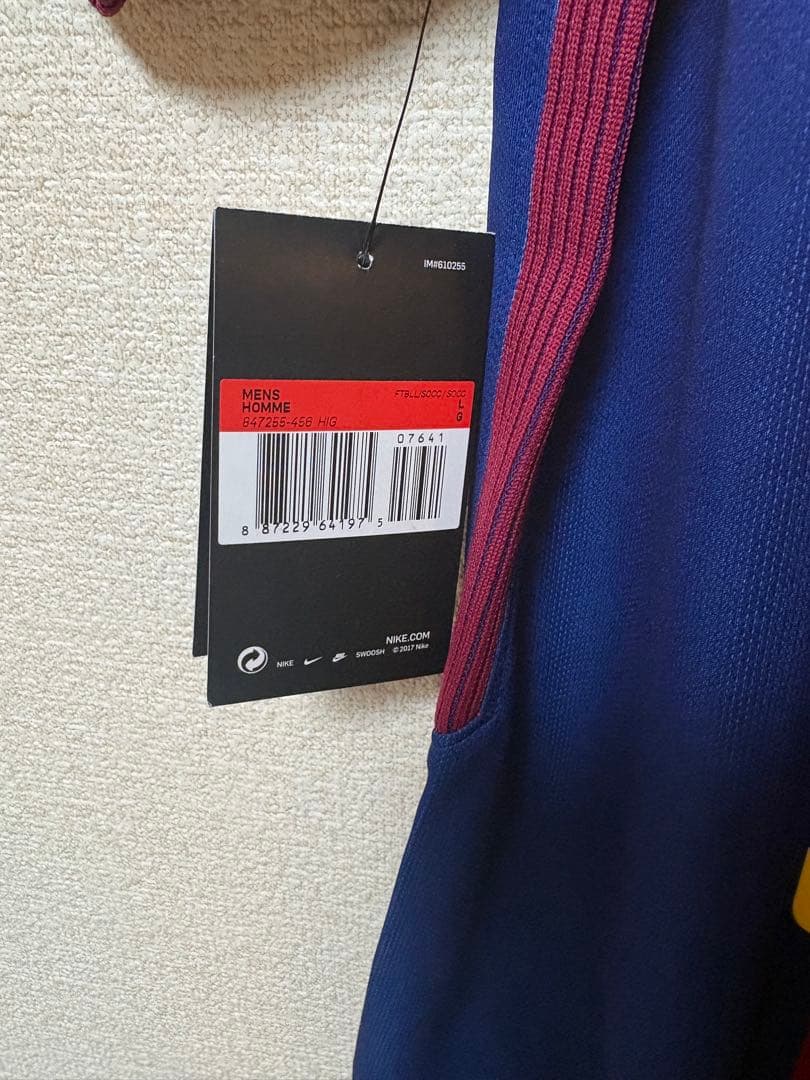 IM#610255
MENS
HOMME
FTBLL/SOCC / SOCC
L
G
847255-456 HIG
07641
8 87229 64197 5
NIKE.COM
NIKE SWOOSH © 2017 Nike